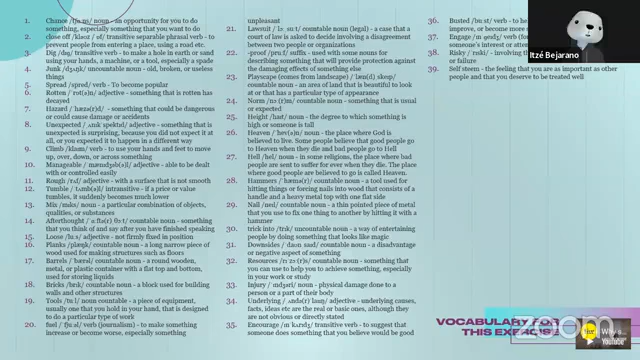 1. Chance /tʃɑːns/ noun - an opportunity for you to do
something, especially something that you want to do
2. close off/kləʊz / ɒf/ transitive separable phrasal verb - to
prevent people from entering a place, using a road etc.
3. Dig /dɪɡ/ transitive verb - to make a hole in earth or sand
using your hands, a machine, or a tool, especially a spade
4. Junk /dʒʌŋk/ uncountable noun - old, broken, or useless
things
5. Spread /spred/ verb - To become popular
6. Rotten / ˈrɒt(ə)n/ adjective - something that is rotten has
decayed
7. Hazard / ˈhæzə(r)d/ - something that could be dangerous
or could cause damage or accidents
8. Unexpected / ˌʌnɪkˈspektɪd/ adjective - something that is
unexpected is surprising, because you did not expect it at
all, or you expected it to happen in a different way
9. Climb /klaɪm/ verb - to use your hands and feet to move
up, over, down, or across something
10. Manageable / ˈmænɪdʒəb(ə)l/ adjective - able to be dealt
with or controlled easily
11. Rough /rʌf/ adjective - with a surface that is not smooth
12. Tumble / ˈtʌmb(ə)l/ intransitive - if a price or value
tumbles, it suddenly becomes much lower
13. Mix /mɪks/ noun - a particular combination of objects,
qualities, or substances
14. Afterthought / ˈɑːftə(r)ˌθɔːt/ countable noun - something
that you think of and say after you have finished speaking
15. Loose /luːs/ adjective - not firmly fixed in position
16. Planks /plæŋk/ countable noun - a long narrow piece of
wood used for making structures such as floors
17. Barrels / ˈbærəl/ countable noun - a round wooden,
metal, or plastic container with a flat top and bottom,
used for storing liquids
18. Bricks /brɪk/ countable noun - a block used for building
walls and other structures
19. Tools /tuːl/ noun countable - a piece of equipment,
usually one that you hold in your hand, that is designed
to do a particular type of work
20. fuel / ˈfjuːəl/ verb (journalism) - to make something
increase or become worse, especially something
unpleasant
21. Lawsuit / ˈlɔːˌsuːt/ countable noun (legal) - a case that a
court of law is asked to decide involving a disagreement
between two people or organizations
22. -proof /pruːf/ suffix - used with some nouns for
describing something that will provide protection against
the damaging effects of something else
23. Playscape (comes from landscape) / ˈlæn(d)ˌskeɪp/
countable noun - an area of land that is beautiful to look
at or that has a particular type of appearance
24. Norm /nɔː(r)m/ countable noun - something that is usual
or expected
25. Height /haɪt/ noun - the degree to which something is
high or someone is tall
26. Heaven / ˈhev(ə)n/ noun - the place where God is
believed to live. Some people believe that good people go
to Heaven when they die and bad people go to Hell
27. Hell /hel/ noun - in some religions, the place where bad
people are sent to suffer for ever when they die. The place
where good people are believed to go is called Heaven.
28. Hammers / ˈhæmə(r)/ countable noun - a tool used for
hitting things or forcing nails into wood that consists of a
handle and a heavy metal top with one flat side
29. Nail /neɪl/ countable noun - a thin pointed piece of metal
that you use to fix one thing to another by hitting it with a
hammer
30. trick into /trɪk/ uncountable noun - a way of entertaining
people by doing something that looks like magic
31. Downsides / ˈdaʊnˌsaɪd/ countable noun - a disadvantage
or negative aspect of something
32. Resources /rɪˈzɔː(r)s/ countable noun - something that
you can use to help you to achieve something, especially
in your work or study
33. Injury / ˈɪndʒəri/ noun - physical damage done to
a person or a part of their body
34. Underlying / ˌʌndə(r)ˈlaɪɪŋ/ adjective - underlying causes,
facts, ideas etc are the real or basic ones, although they
are not obvious or directly stated
35. Encourage /ɪnˈkʌrɪdʒ/ transitive verb - to suggest that
someone does something that you believe would be good
36. Busted /bʌst/ verb - to he
improve, or become more s
37. Engage /ɪnˈɡeɪdʒ/ verb (for
someone's interest or atten
38. Risky / ˈrɪski/ - involving th
or failure
39. Self steem - the feeling that you are as important as other
people and that you deserve to be treated well
Itzé Bejarano
VOCABULARY FOR
THIS EXERCISE
zoom
YouTube